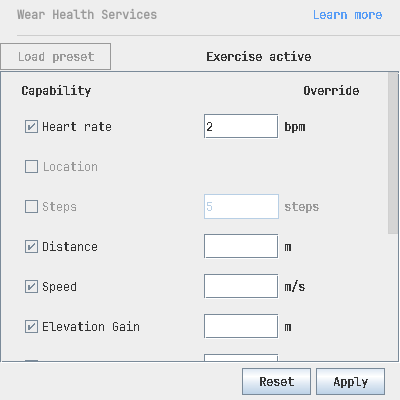 Wear Health Services Learn more
Load preset Exercise active
Capability Override
Heart rate 2 bpm
Location
Steps 5 steps
Distance m
Speed m/s
Elevation Gain m
Reset Apply